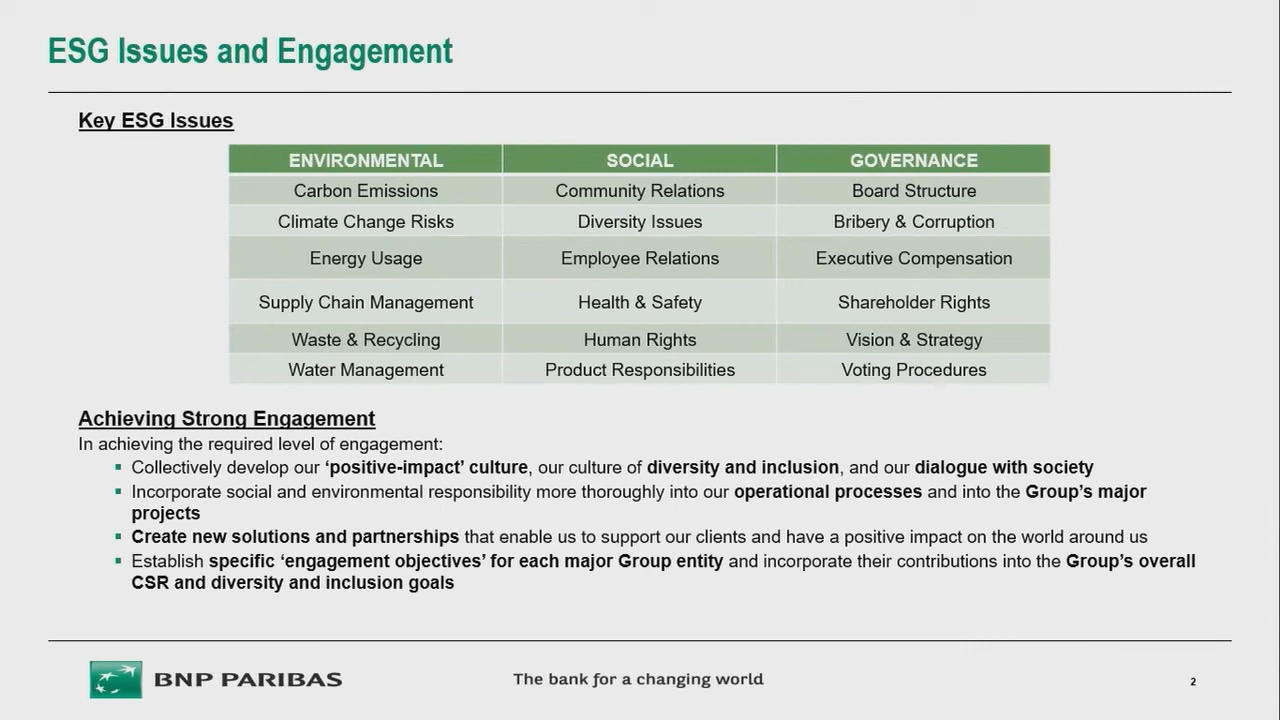 ESG Issues and Engagement
Key ESG Issues
ENVIRONMENTAL SOCIAL GOVERNANCE
Carbon Emissions Community Relations Board Structure
Climate Change Risks Diversity Issues Bribery & Corruption
Energy Usage Employee Relations Executive Compensation
Supply Chain Management Health & Safety Shareholder Rights
Waste & Recycling Human Rights Vision & Strategy
Water Management Product Responsibilities Voting Procedures
Achieving Strong Engagement
In achieving the required level of engagement:
▪ Collectively develop our ‘positive-impact’ culture, our culture of diversity and inclusion, and our dialogue with society
▪ Incorporate social and environmental responsibility more thoroughly into our operational processes and into the Group’s major
projects
▪ Create new solutions and partnerships that enable us to support our clients and have a positive impact on the world around us
▪ Establish specific ‘engagement objectives’ for each major Group entity and incorporate their contributions into the Group’s overall
CSR and diversity and inclusion goals
BNP PARIBAS The bank for a changing world 2